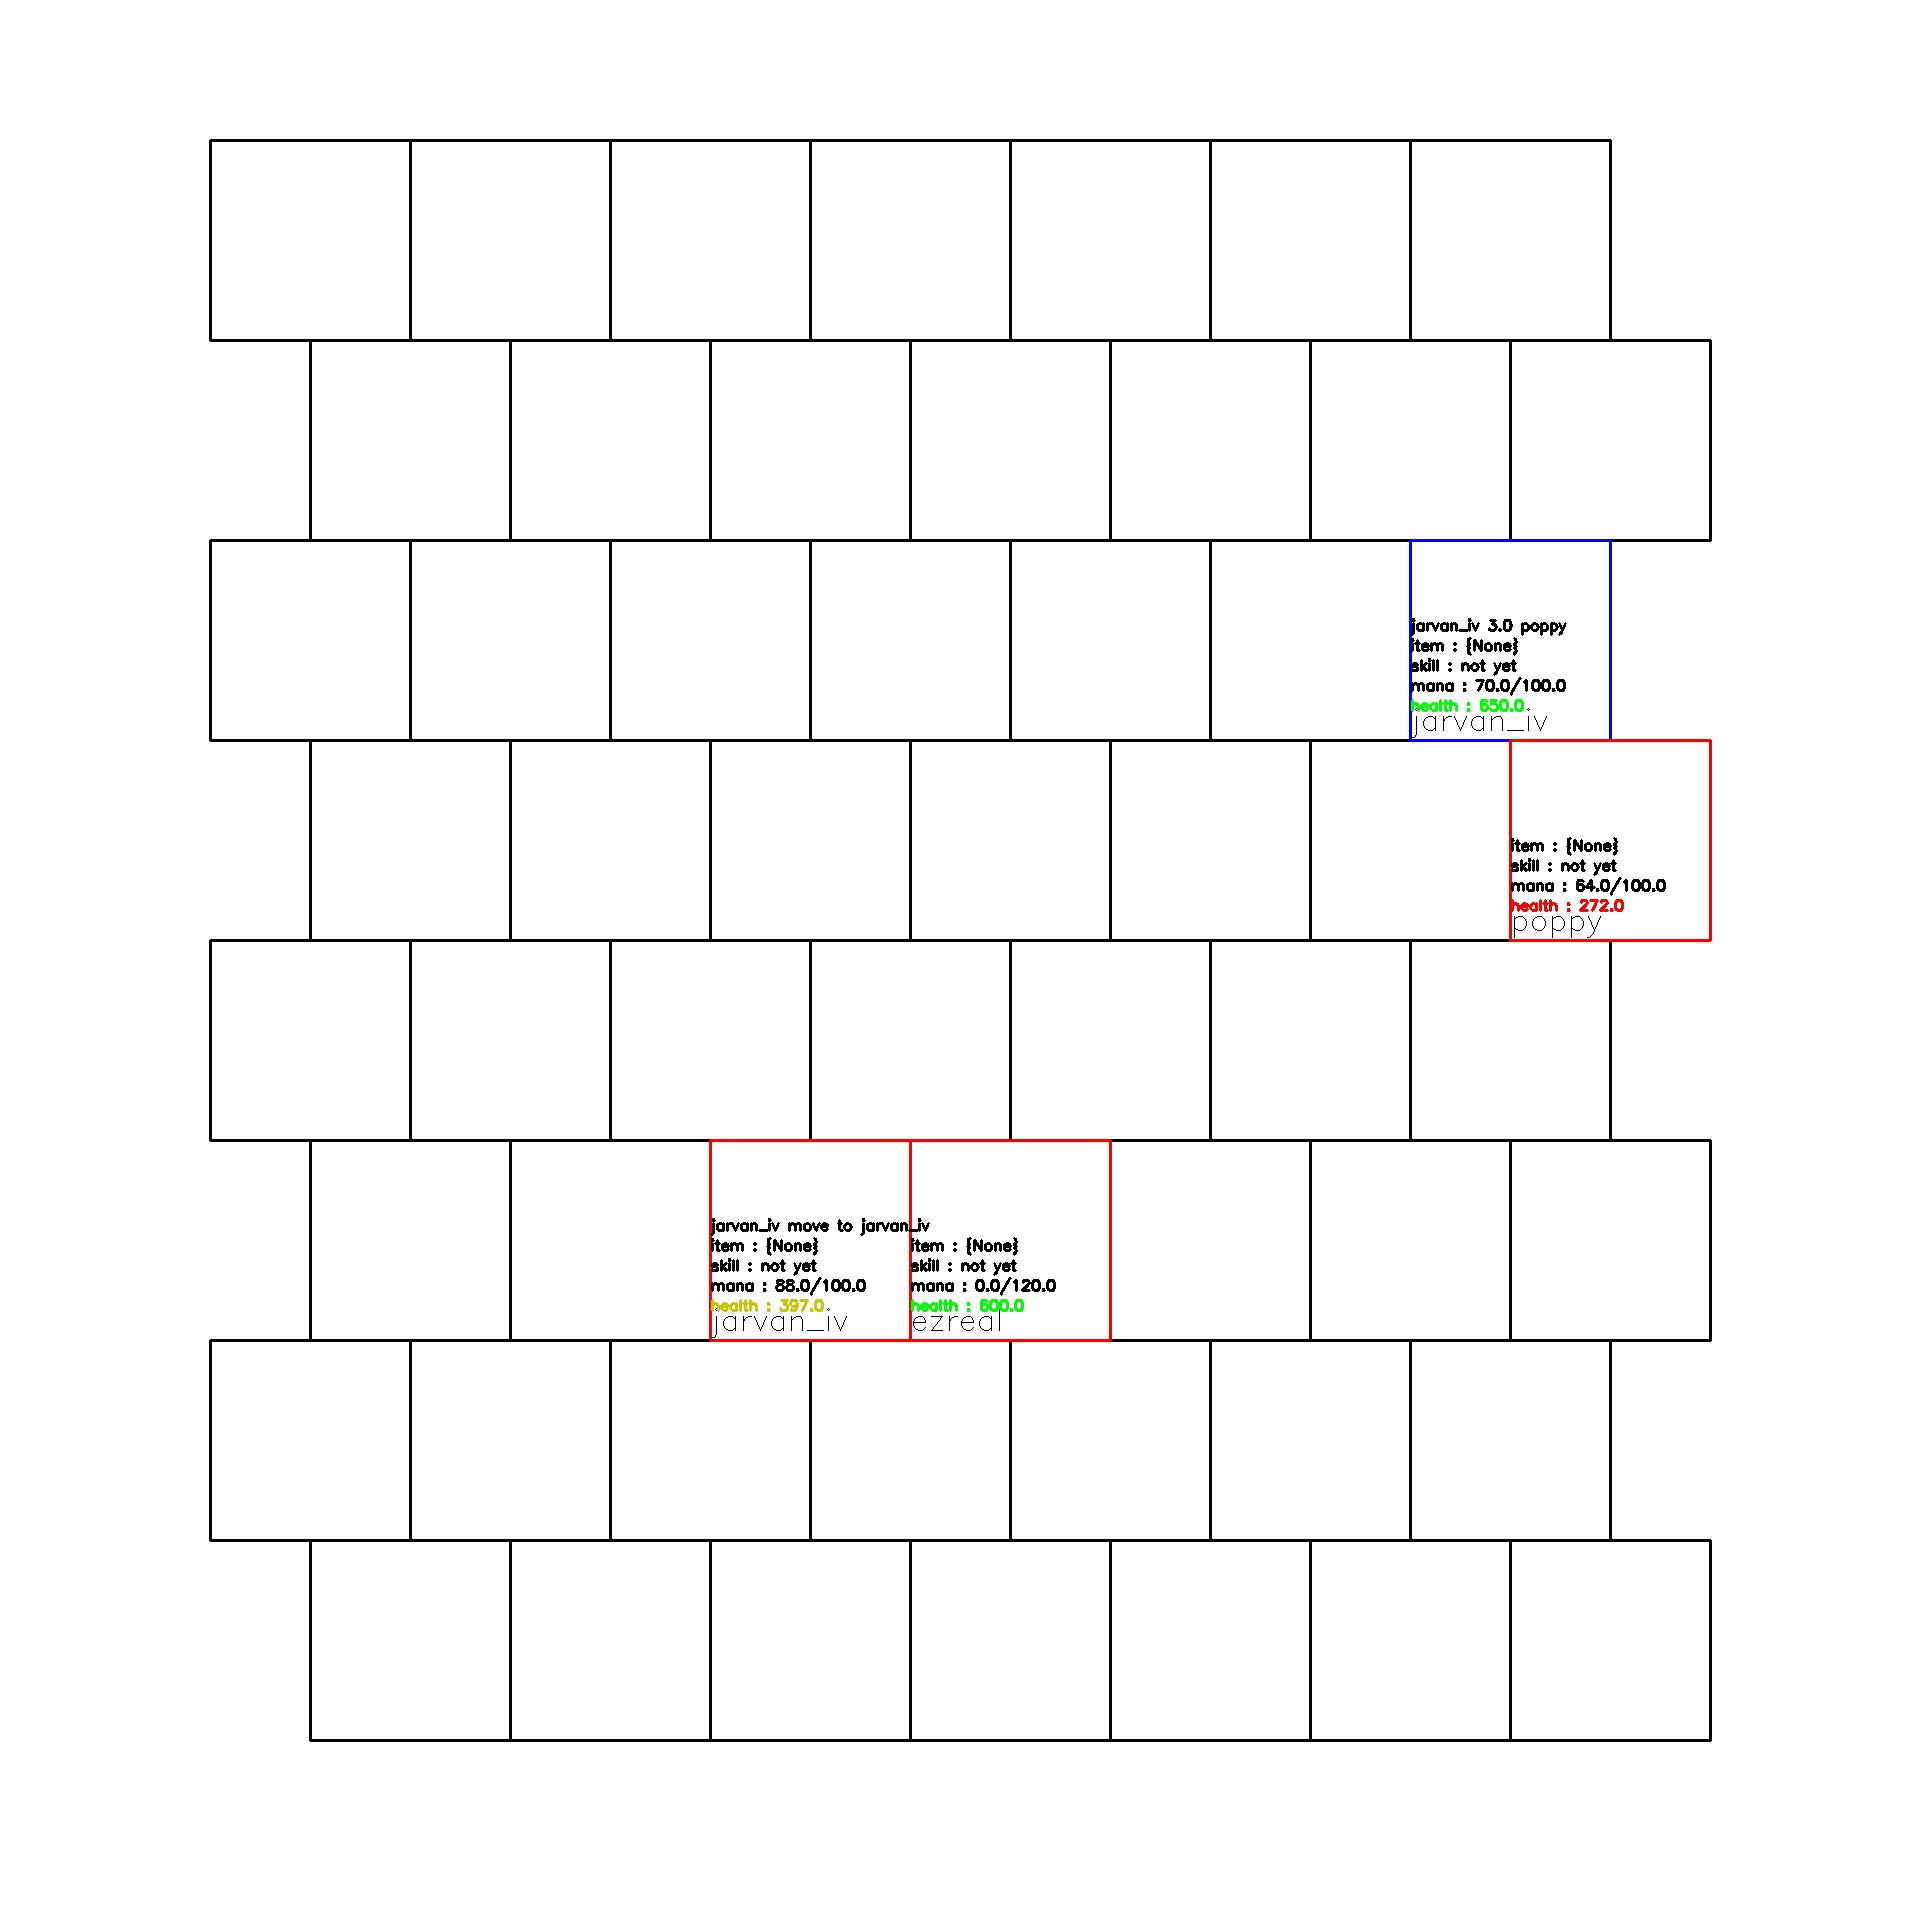 jarvan_iv 3.0 poppy
item : {None}
skill : not yet
mana : 70.0/100.0
health : 650.0
jarvan_iv
item : {None}
skill : not yet
mana : 64.0/100.0
health : 272.0
poppy
jarvan_iv move to jarvan_iv
item : {None}
skill : not yet
mana : 88.0/100.0
health : 397.0
jarvan_iv
item : {None}
skill : not yet
mana : 0.0/120.0
health : 600.0
ezreal